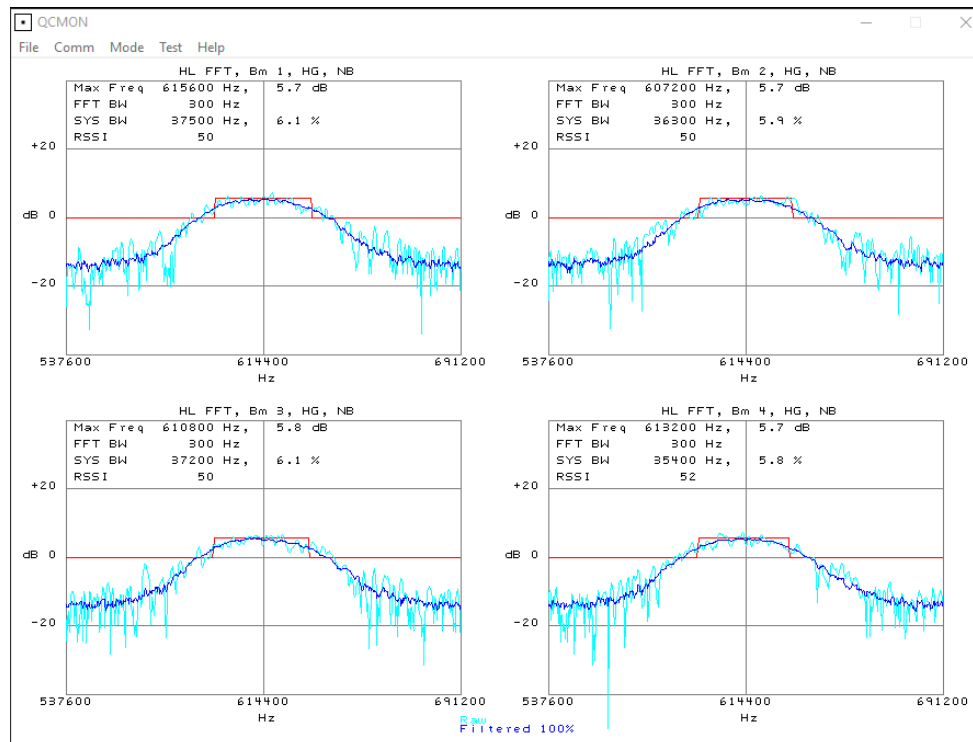 QCMON
File Comm Mode Test Help
HL FFT, Bm 1, HG, NB
Max Freq 615600 Hz, 5.7 dB
FFT BW 300 Hz
SYS BW 37500 Hz, 6.1 %
RSSI 50
+20
dB 0
-20
537600 614400 691200
Hz
HL FFT, Bm 2, HG, NB
Max Freq 607200 Hz, 5.7 dB
FFT BW 300 Hz
SYS BW 36300 Hz, 5.9 %
RSSI 50
+20
dB 0
-20
537600 614400 691200
Hz
HL FFT, Bm 3, HG, NB
Max Freq 610800 Hz, 5.8 dB
FFT BW 300 Hz
SYS BW 37200 Hz, 6.1 %
RSSI 50
+20
dB 0
-20
537600 614400 691200
Hz
HL FFT, Bm 4, HG, NB
Max Freq 613200 Hz, 5.7 dB
FFT BW 300 Hz
SYS BW 35400 Hz, 5.8 %
RSSI 52
+20
dB 0
-20
537600 614400 691200
Hz
Raw
Filtered 100%